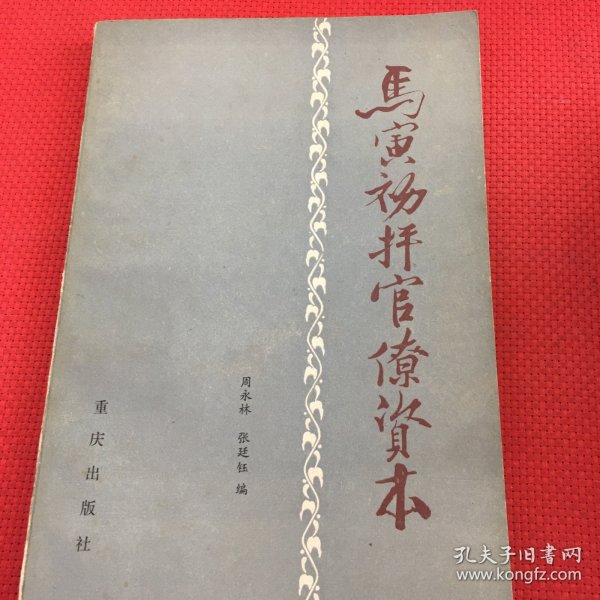 馬寅初抨官僚資本
周永林 张廷钰 编
重庆出版社
孔夫子旧书网
www.kongfz.com